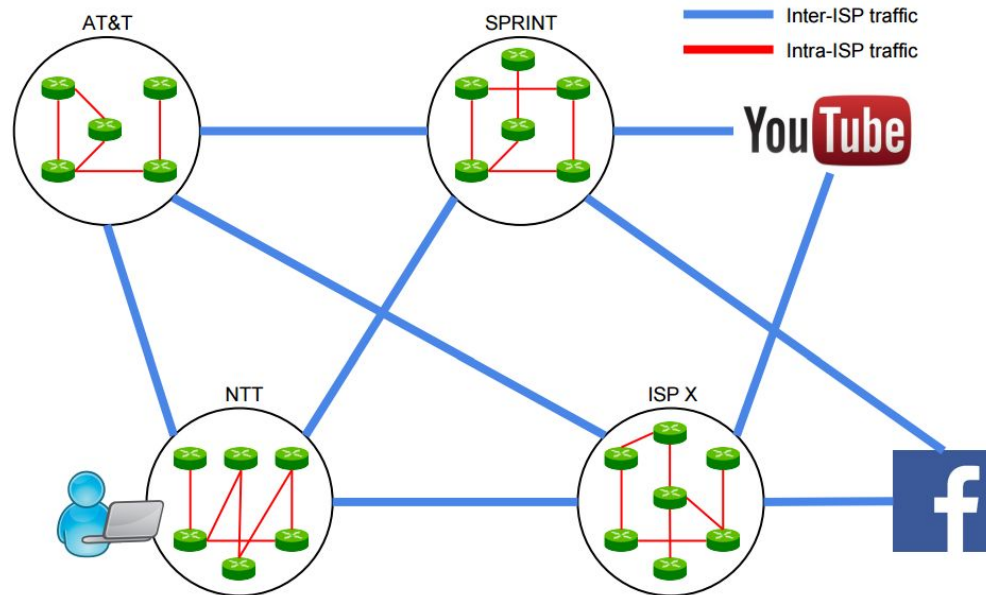 AT&T
SPRINT
Inter-ISP traffic
Intra-ISP traffic
YouTube
NTT
ISP X
f